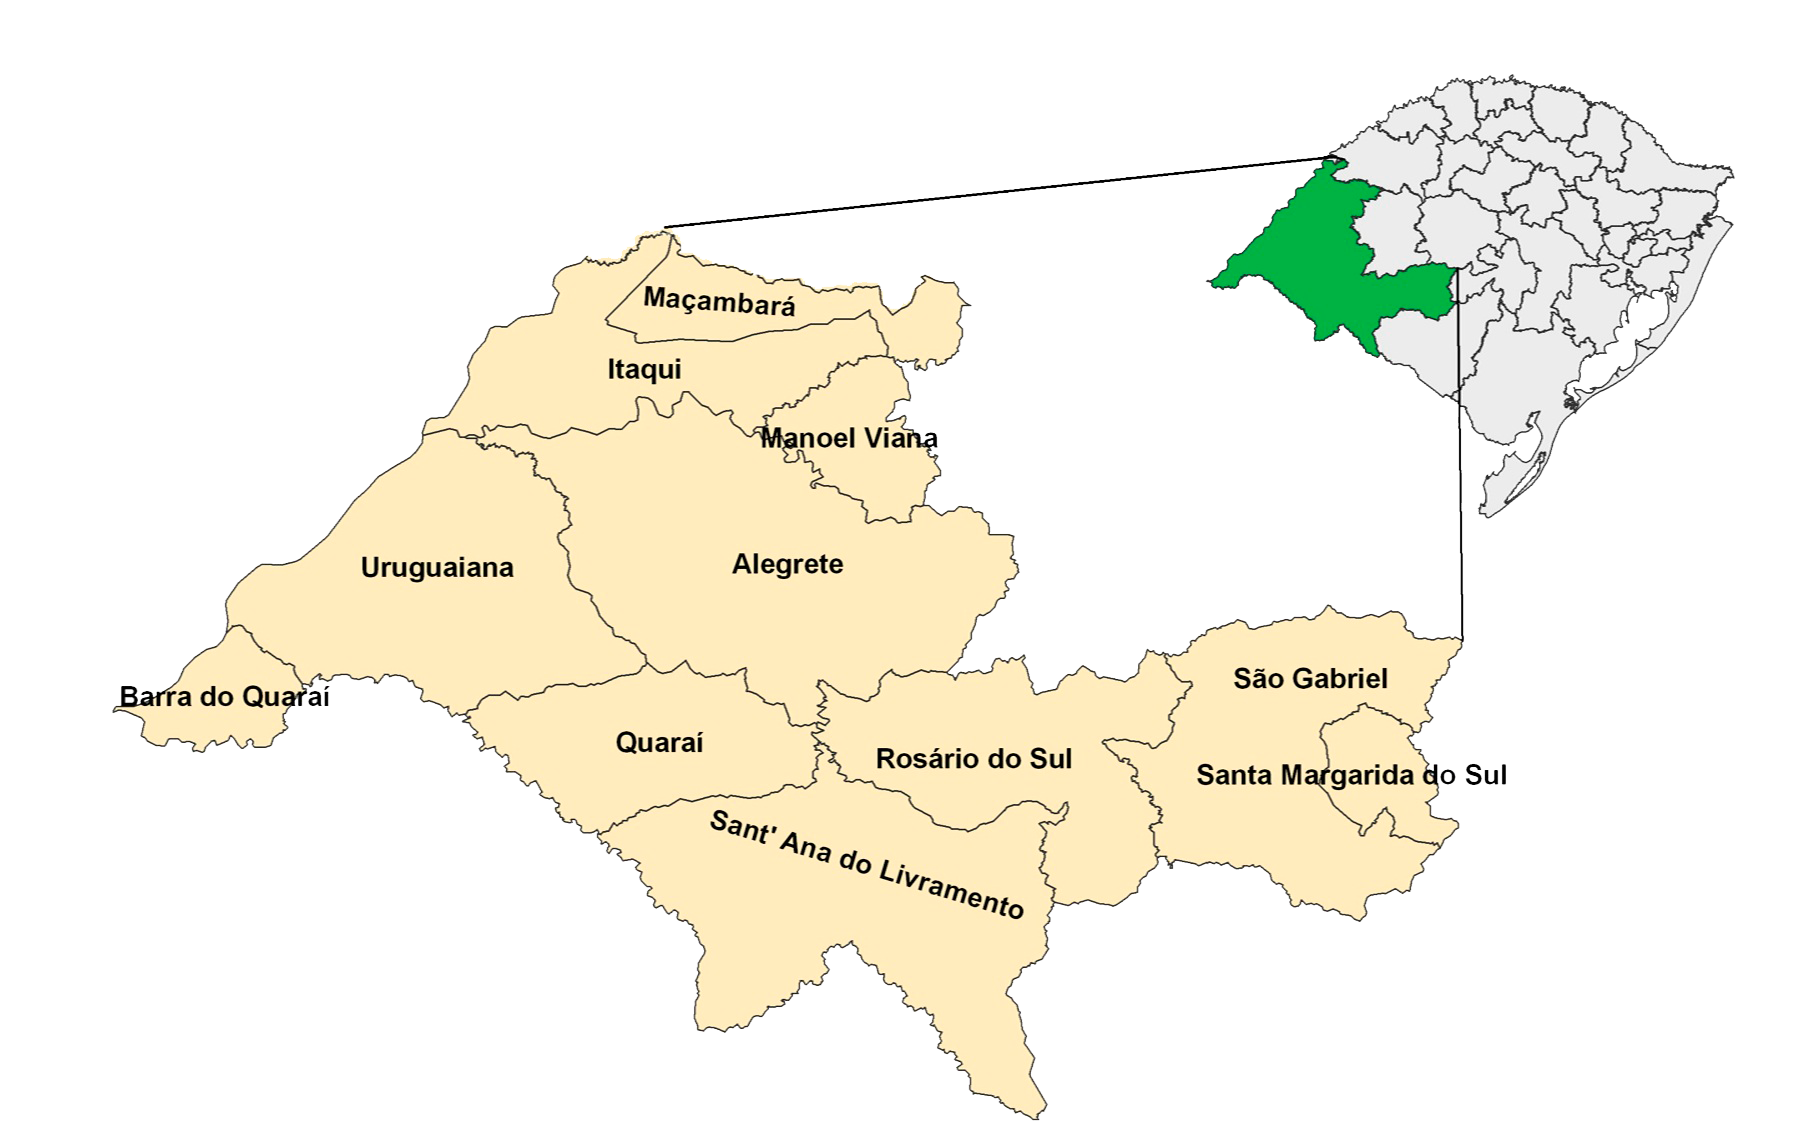 Maçambará
Itaqui
Manoel Viana
Uruguaiana
Alegrete
Barra do Quaraí
São Gabriel
Quaraí
Rosário do Sul
Santa Margarida do Sul
Sant' Ana do Livramento